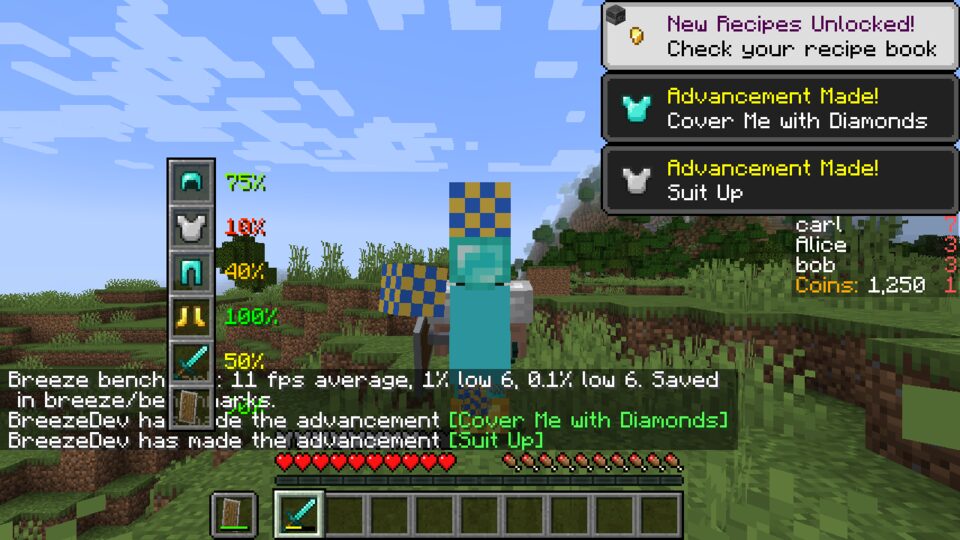 New Recipes Unlocked!
Check your recipe book
Advancement Made!
Cover Me with Diamonds
Advancement Made!
Suit Up
75%
10%
40%
100%
50%
carl 7
Alice 3
bob 3
Coins: 1,250 1
Breeze bench : 11 fps average, 1% low 6, 0.1% low 6. Saved
in breeze/be marks.
BreezeDev ha de the advancement [Cover Me with Diamonds]
BreezeDev has made the advancement [Suit Up]